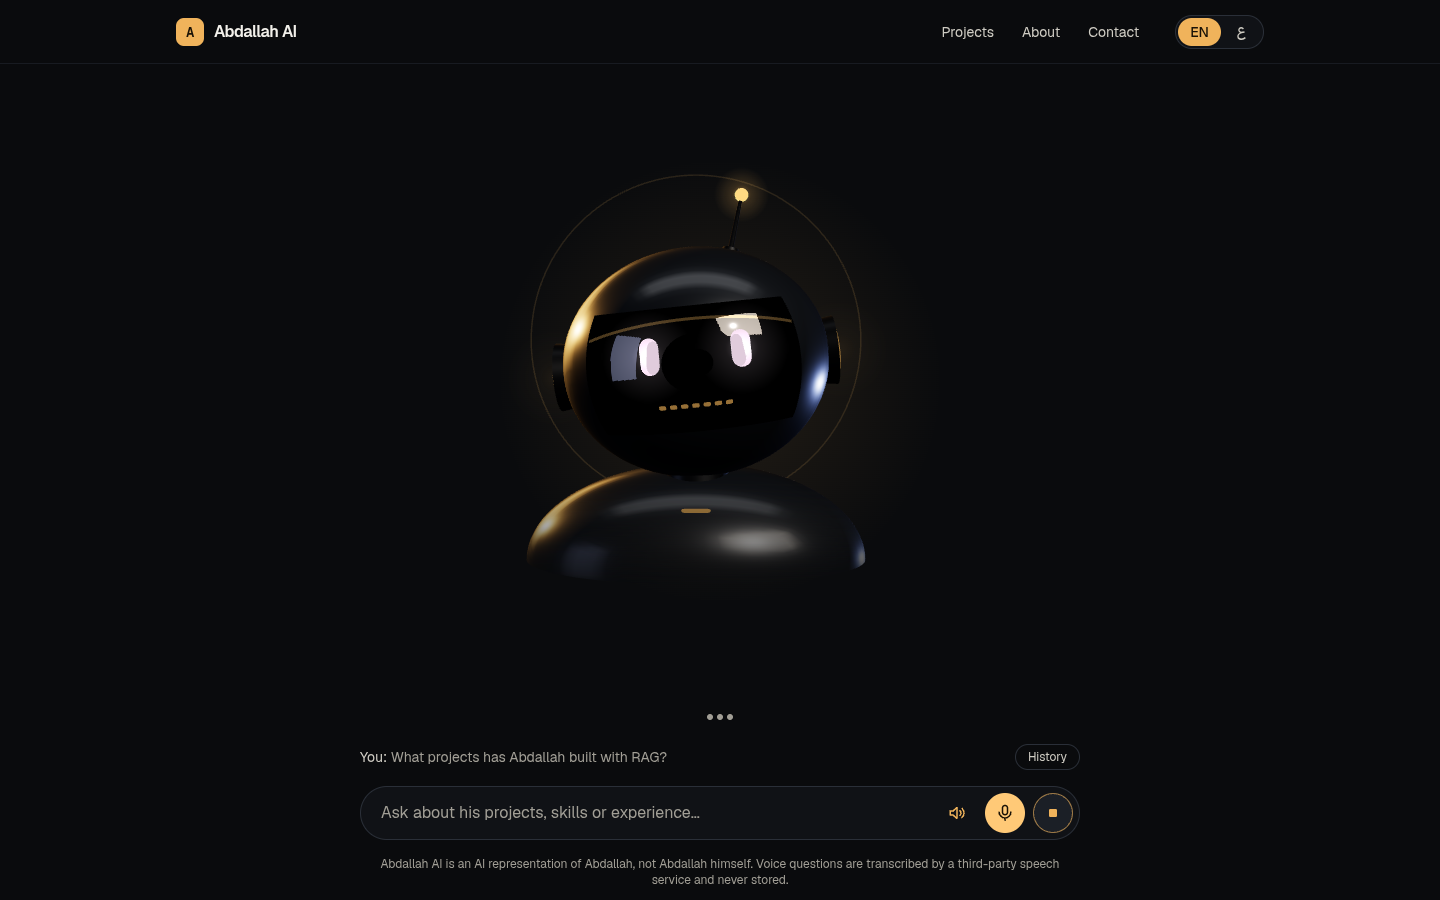 A Abdallah AI
Projects About Contact EN ع
You: What projects has Abdallah built with RAG?
History
Ask about his projects, skills or experience...
Abdallah AI is an AI representation of Abdallah, not Abdallah himself. Voice questions are transcribed by a third-party speech
service and never stored.